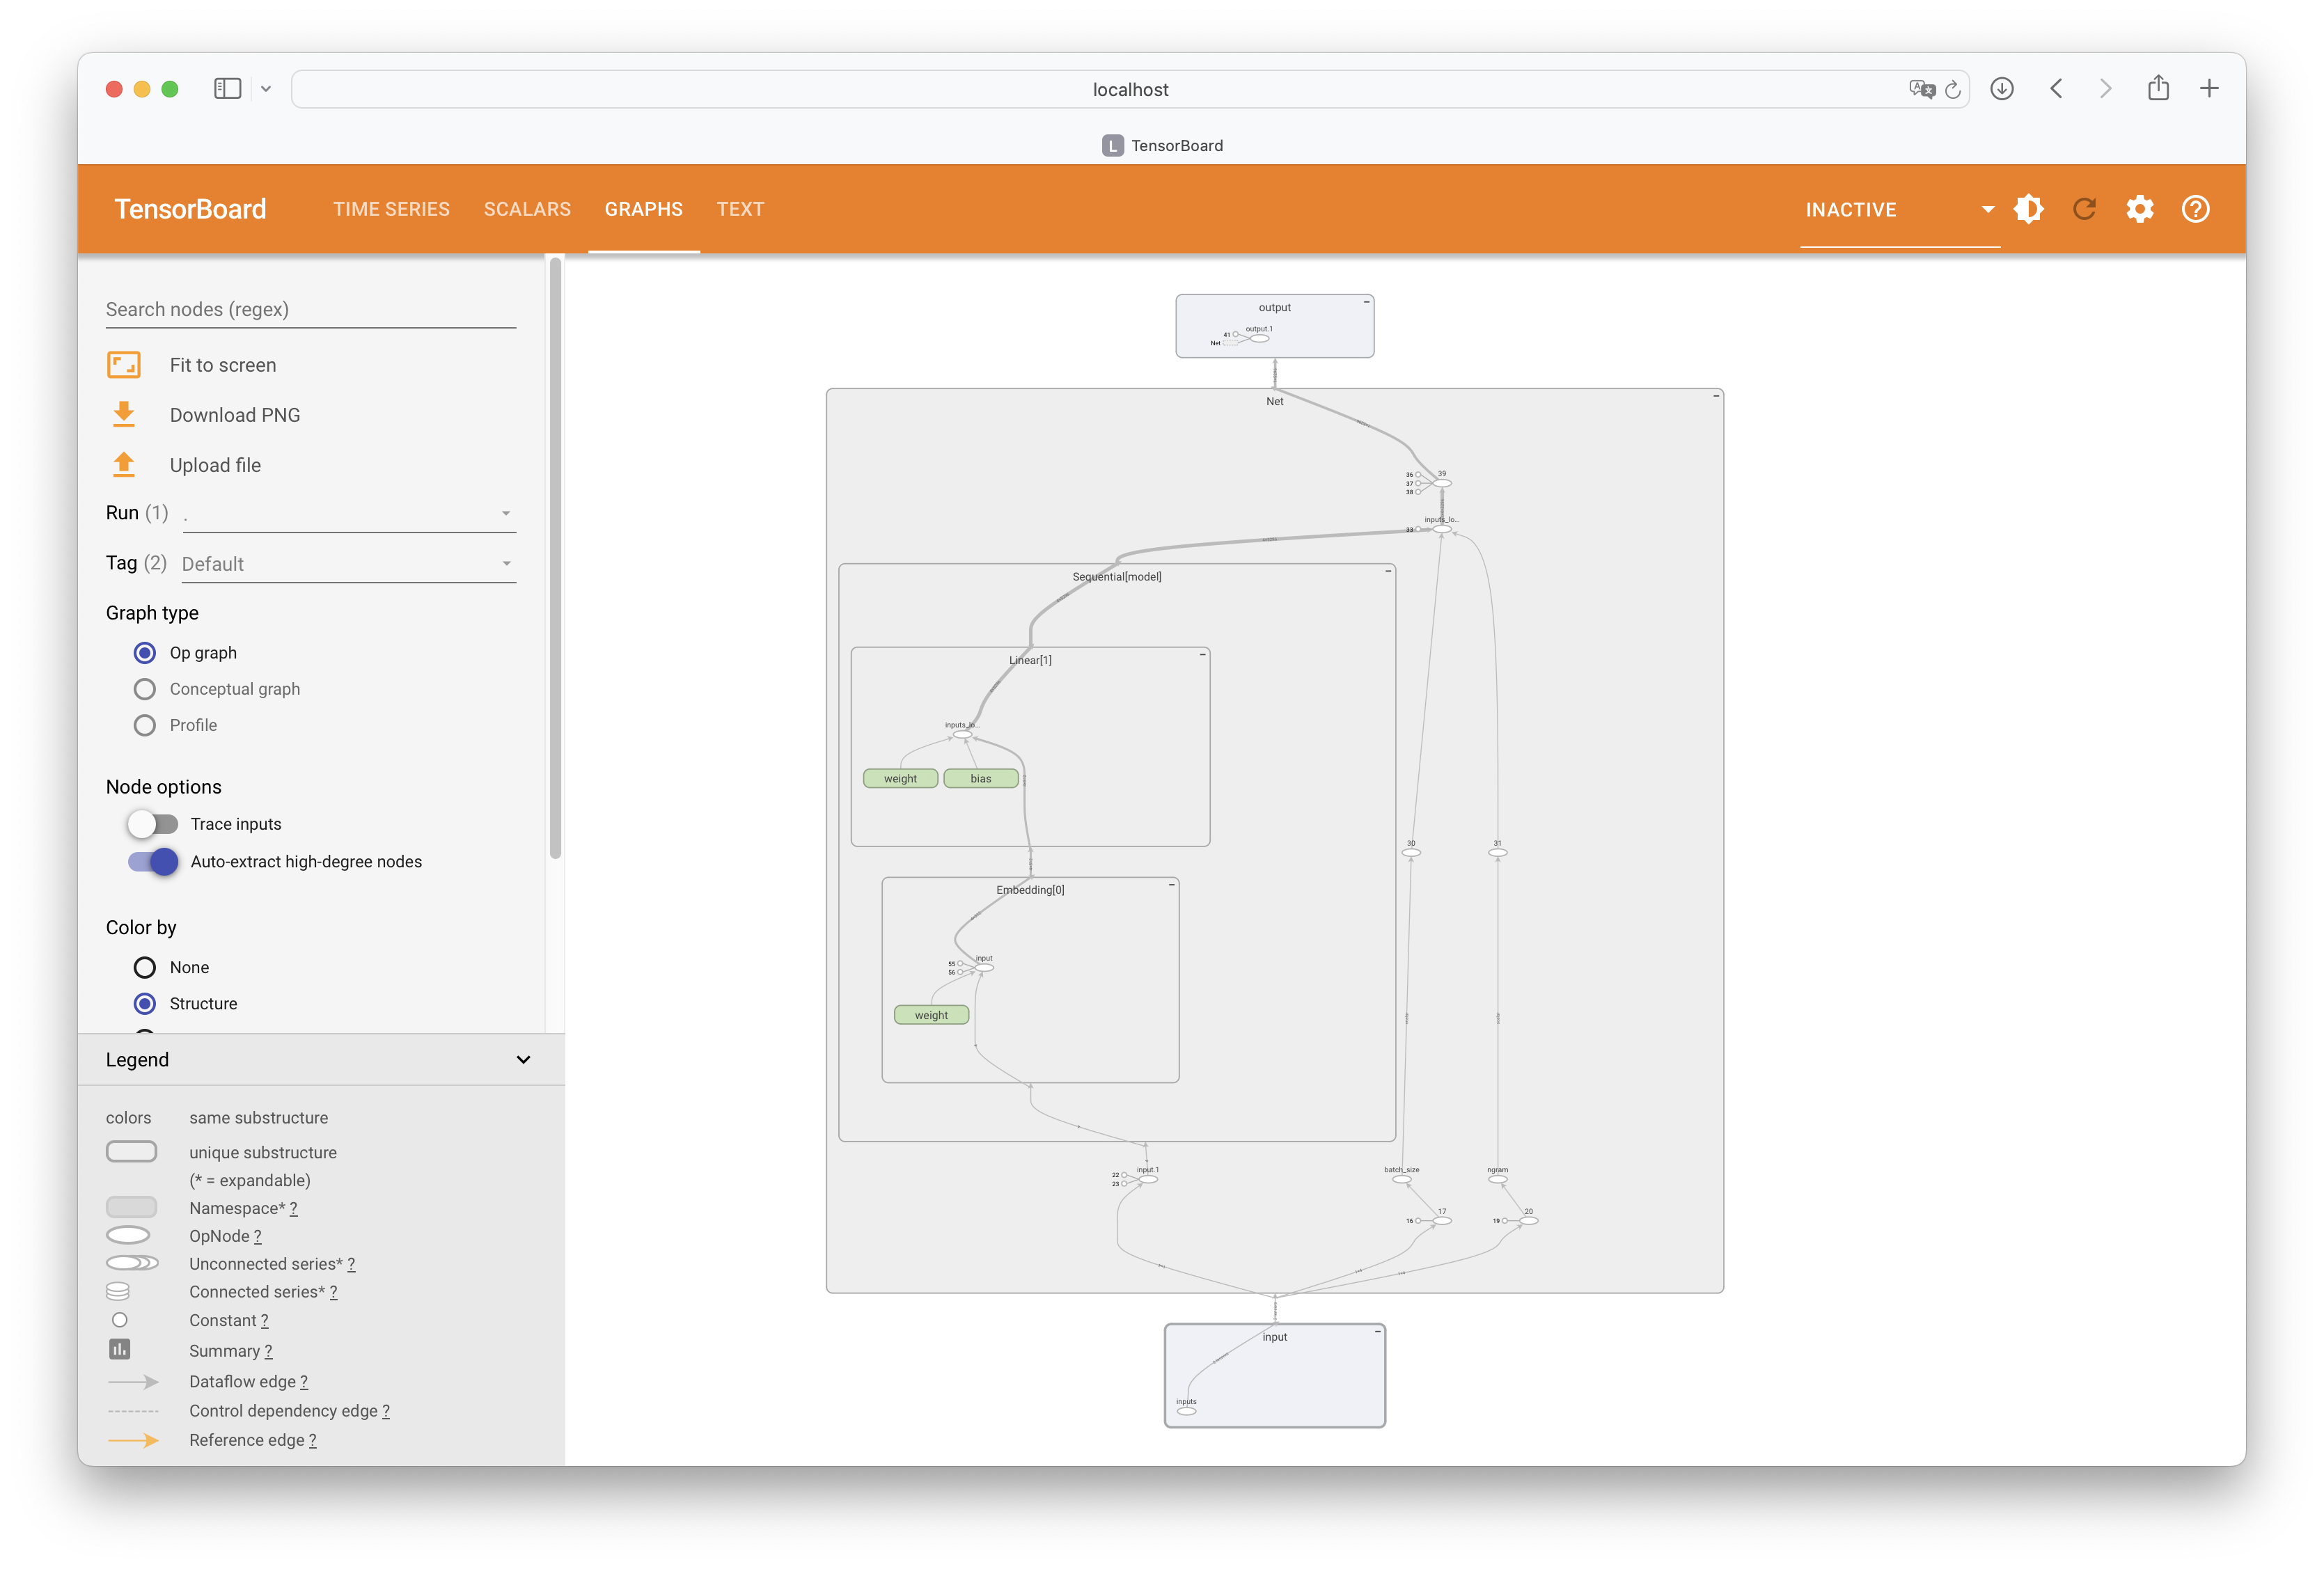 localhost
L TensorBoard
TensorBoard
TIME SERIES
SCALARS
GRAPHS
TEXT
INACTIVE
Search nodes (regex)
Fit to screen
Download PNG
Upload file
Run (1) .
Tag (2) Default
Graph type
Op graph
Conceptual graph
Profile
Node options
Trace inputs
Auto-extract high-degree nodes
Color by
None
Structure
Legend
colors same substructure
unique substructure
(* = expandable)
Namespace* ?
OpNode ?
Unconnected series* ?
Connected series* ?
Constant ?
Summary ?
Dataflow edge ?
Control dependency edge ?
Reference edge ?
output
output.1
41
Net
Net
39
36
37
38
inputs_lo...
33
Sequential[model]
Linear[1]
inputs_lo...
weight
bias
30
31
Embedding[0]
input
55
56
weight
input.1
22
23
batch_size
ngram
17
16
20
19
input
inputs